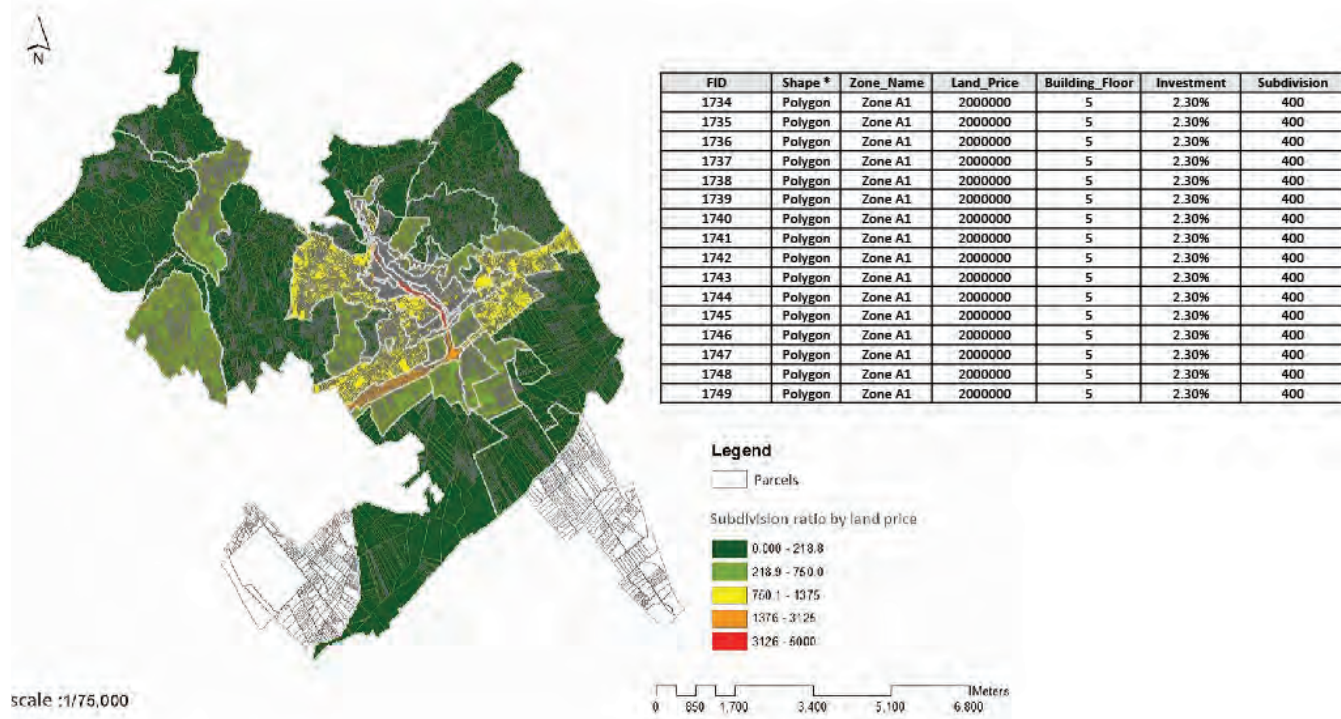 N
FID Shape * Zone_Name Land_Price Building_Floor Investment Subdivision
1734 Polygon Zone A1 2000000 5 2.30% 400
1735 Polygon Zone A1 2000000 5 2.30% 400
1736 Polygon Zone A1 2000000 5 2.30% 400
1737 Polygon Zone A1 2000000 5 2.30% 400
1738 Polygon Zone A1 2000000 5 2.30% 400
1739 Polygon Zone A1 2000000 5 2.30% 400
1740 Polygon Zone A1 2000000 5 2.30% 400
1741 Polygon Zone A1 2000000 5 2.30% 400
1742 Polygon Zone A1 2000000 5 2.30% 400
1743 Polygon Zone A1 2000000 5 2.30% 400
1744 Polygon Zone A1 2000000 5 2.30% 400
1745 Polygon Zone A1 2000000 5 2.30% 400
1746 Polygon Zone A1 2000000 5 2.30% 400
1747 Polygon Zone A1 2000000 5 2.30% 400
1748 Polygon Zone A1 2000000 5 2.30% 400
1749 Polygon Zone A1 2000000 5 2.30% 400
Legend
Parcels
Subdivision ratio by land price
0.000 - 218.8
218.9 - 750.0
750.1 - 1375
1376 - 3125
3126 - 5000
scale :1/75,000
Meters
0 850 1,700 3,400 5,100 6,800